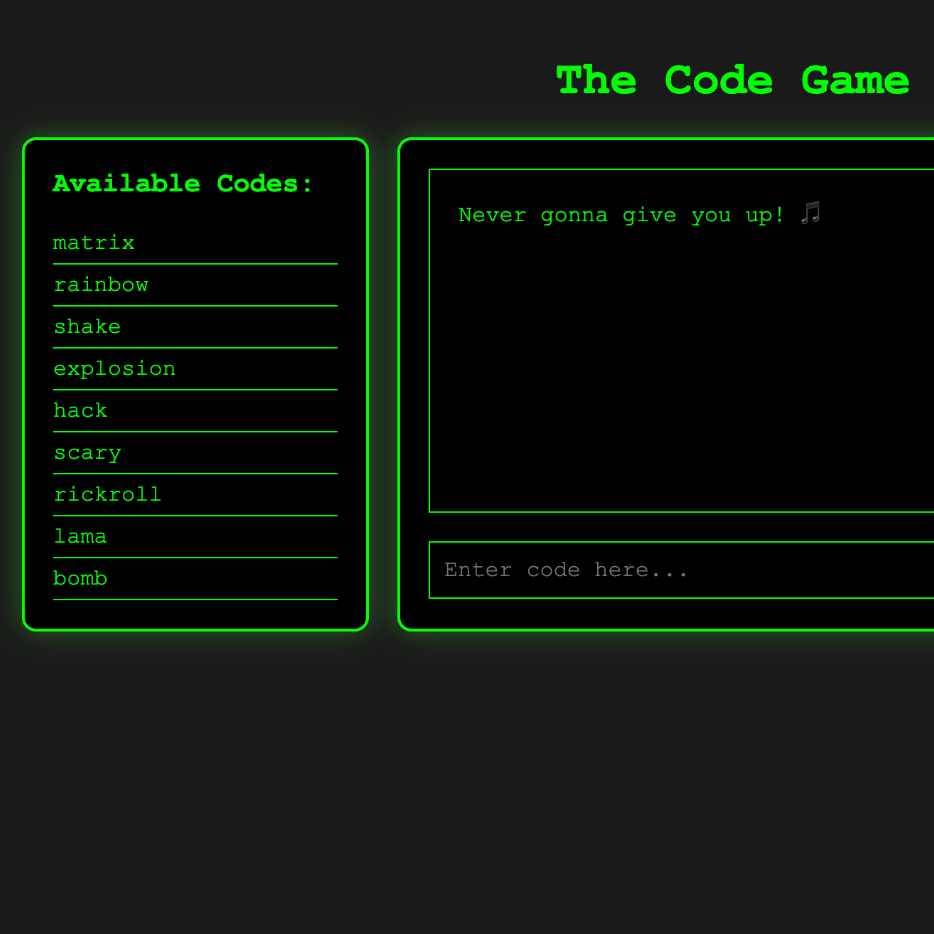 The Code Game
Available Codes:
matrix
rainbow
shake
explosion
hack
scary
rickroll
lama
bomb
Never gonna give you up! 🎵
Enter code here...